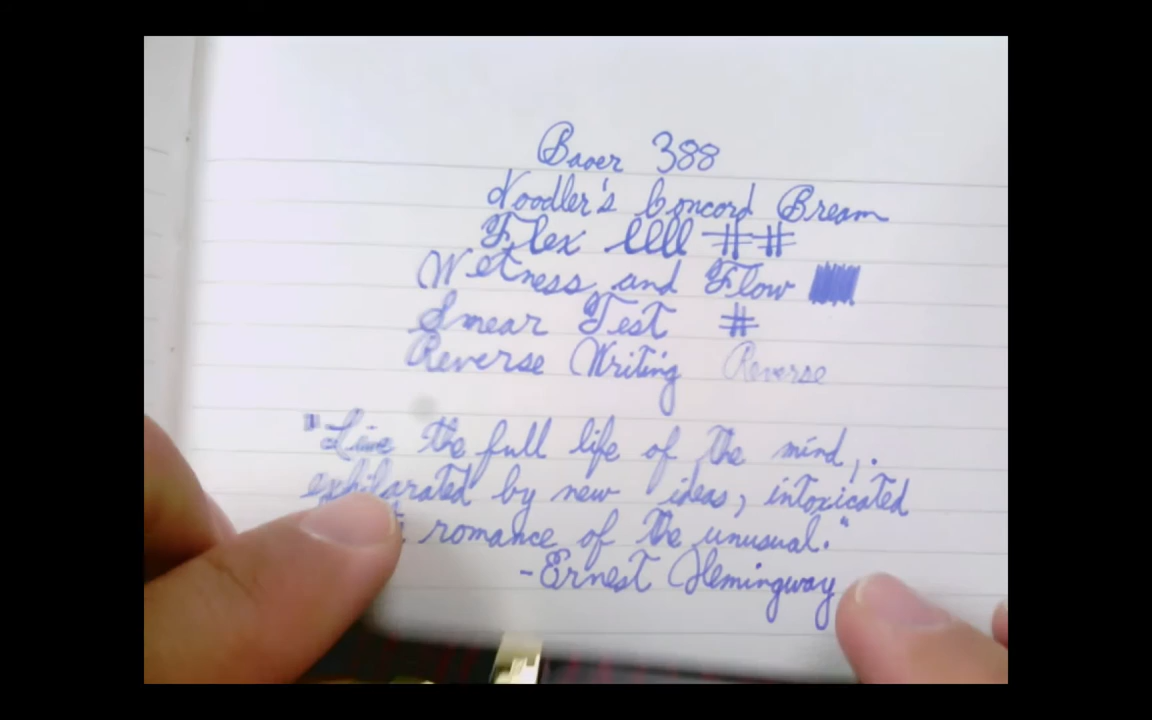 Baoer 388
Noodler's Concord Bream
Flex llll ##
Wetness and Flow
Smear Test #
Reverse Writing Reverse
"Live the full life of the mind,.
exhilarated by new ideas, intoxicated
romance of the unusual."
-Ernest Hemingway